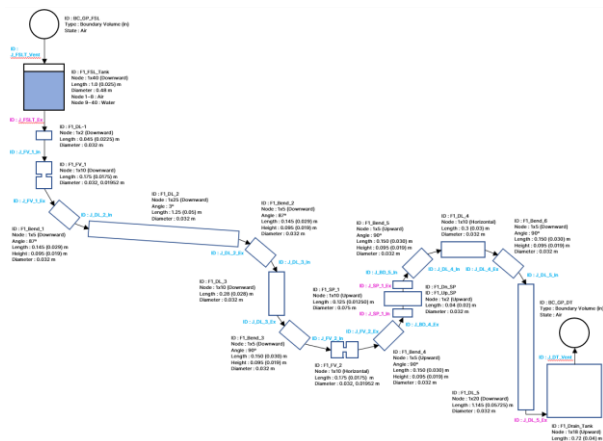 ID : BC_GP_FSL
Type : Boundary Volume (In)
State : Air
ID :
J_FSLT_Vent
ID : F1_FSL_Tank
Node : 1x40 (Downward)
Length : 1.0 (0.025) m
Diameter : 0.48 m
Node 1~8 : Air
Node 9~40 : Water
ID : J_FSLT_Ex
ID : F1_DL-1
Node : 1x2 (Downward)
Length : 0.045 (0.0225) m
Diameter : 0.032 m
ID : J_FV_1_In
ID : F1_FV_1
Node : 1x10 (Downward)
Length : 0.175 (0.0175) m
Diameter : 0.032, 0.01952 m
ID : J_FV_1_Ex
ID : F1_Bend_1
Node : 1x5 (Downward)
Angle : 87°
Length : 0.145 (0.029) m
Height : 0.095 (0.019) m
Diameter : 0.032 m
ID : J_DL_2_In
ID : F1_DL_2
Node : 1x25 (Downward)
Angle : 3°
Length : 1.25 (0.05) m
Diameter : 0.032 m
ID : J_DL_2_Ex
ID : F1_Bend_2
Node : 1x5 (Downward)
Angle : 87°
Length : 0.145 (0.029) m
Height : 0.095 (0.019) m
Diameter : 0.032 m
ID : J_DL_3_In
ID : F1_DL_3
Node : 1x10 (Downward)
Length : 0.28 (0.028) m
Diameter : 0.032 m
ID : J_DL_3_Ex
ID : F1_Bend_3
Node : 1x5 (Downward)
Angle : 90°
Length : 0.150 (0.030) m
Height : 0.095 (0.019) m
Diameter : 0.032 m
ID : J_FV_2_In
ID : F1_FV_2
Node : 1x10 (Horizontal)
Length : 0.175 (0.0175) m
Diameter : 0.032, 0.01952 m
ID : J_FV_2_Ex
ID : F1_Bend_4
Node : 1x5 (Upward)
Angle : 90°
Length : 0.150 (0.030) m
Height : 0.095 (0.019) m
Diameter : 0.032 m
ID : J_BD_4_Ex
ID : F1_SP_1
Node : 1x10 (Upward)
Length : 0.125 (0.01250) m
Diameter : 0.075 m
ID : J_SP_1_In
ID : J_SP_1_Ex
ID : F1_Dn_SP
ID : F1_Up_SP
Node : 1x2 (Upward)
Length : 0.04 (0.02) m
Diameter : 0.032 m
ID : J_BD_5_In
ID : F1_Bend_5
Node : 1x5 (Upward)
Angle : 90°
Length : 0.150 (0.030) m
Height : 0.095 (0.019) m
Diameter : 0.032 m
ID : J_DL_4_In
ID : F1_DL_4
Node : 1x10 (Horizontal)
Length : 0.3 (0.03) m
Diameter : 0.032 m
ID : J_DL_4_Ex
ID : F1_Bend_6
Node : 1x5 (Downward)
Angle : 90°
Length : 0.150 (0.030) m
Height : 0.095 (0.019) m
Diameter : 0.032 m
ID : J_DL_5_In
ID : F1_DL_5
Node : 1x20 (Downward)
Length : 1.145 (0.05725) m
Diameter : 0.032 m
ID : J_DL_5_Ex
ID : BC_GP_DT
Type : Boundary Volume (In)
State : Air
ID : J_DT_Vent
ID : F1_Drain_Tank
Node : 1x18 (Upward)
Length : 0.72 (0.04) m